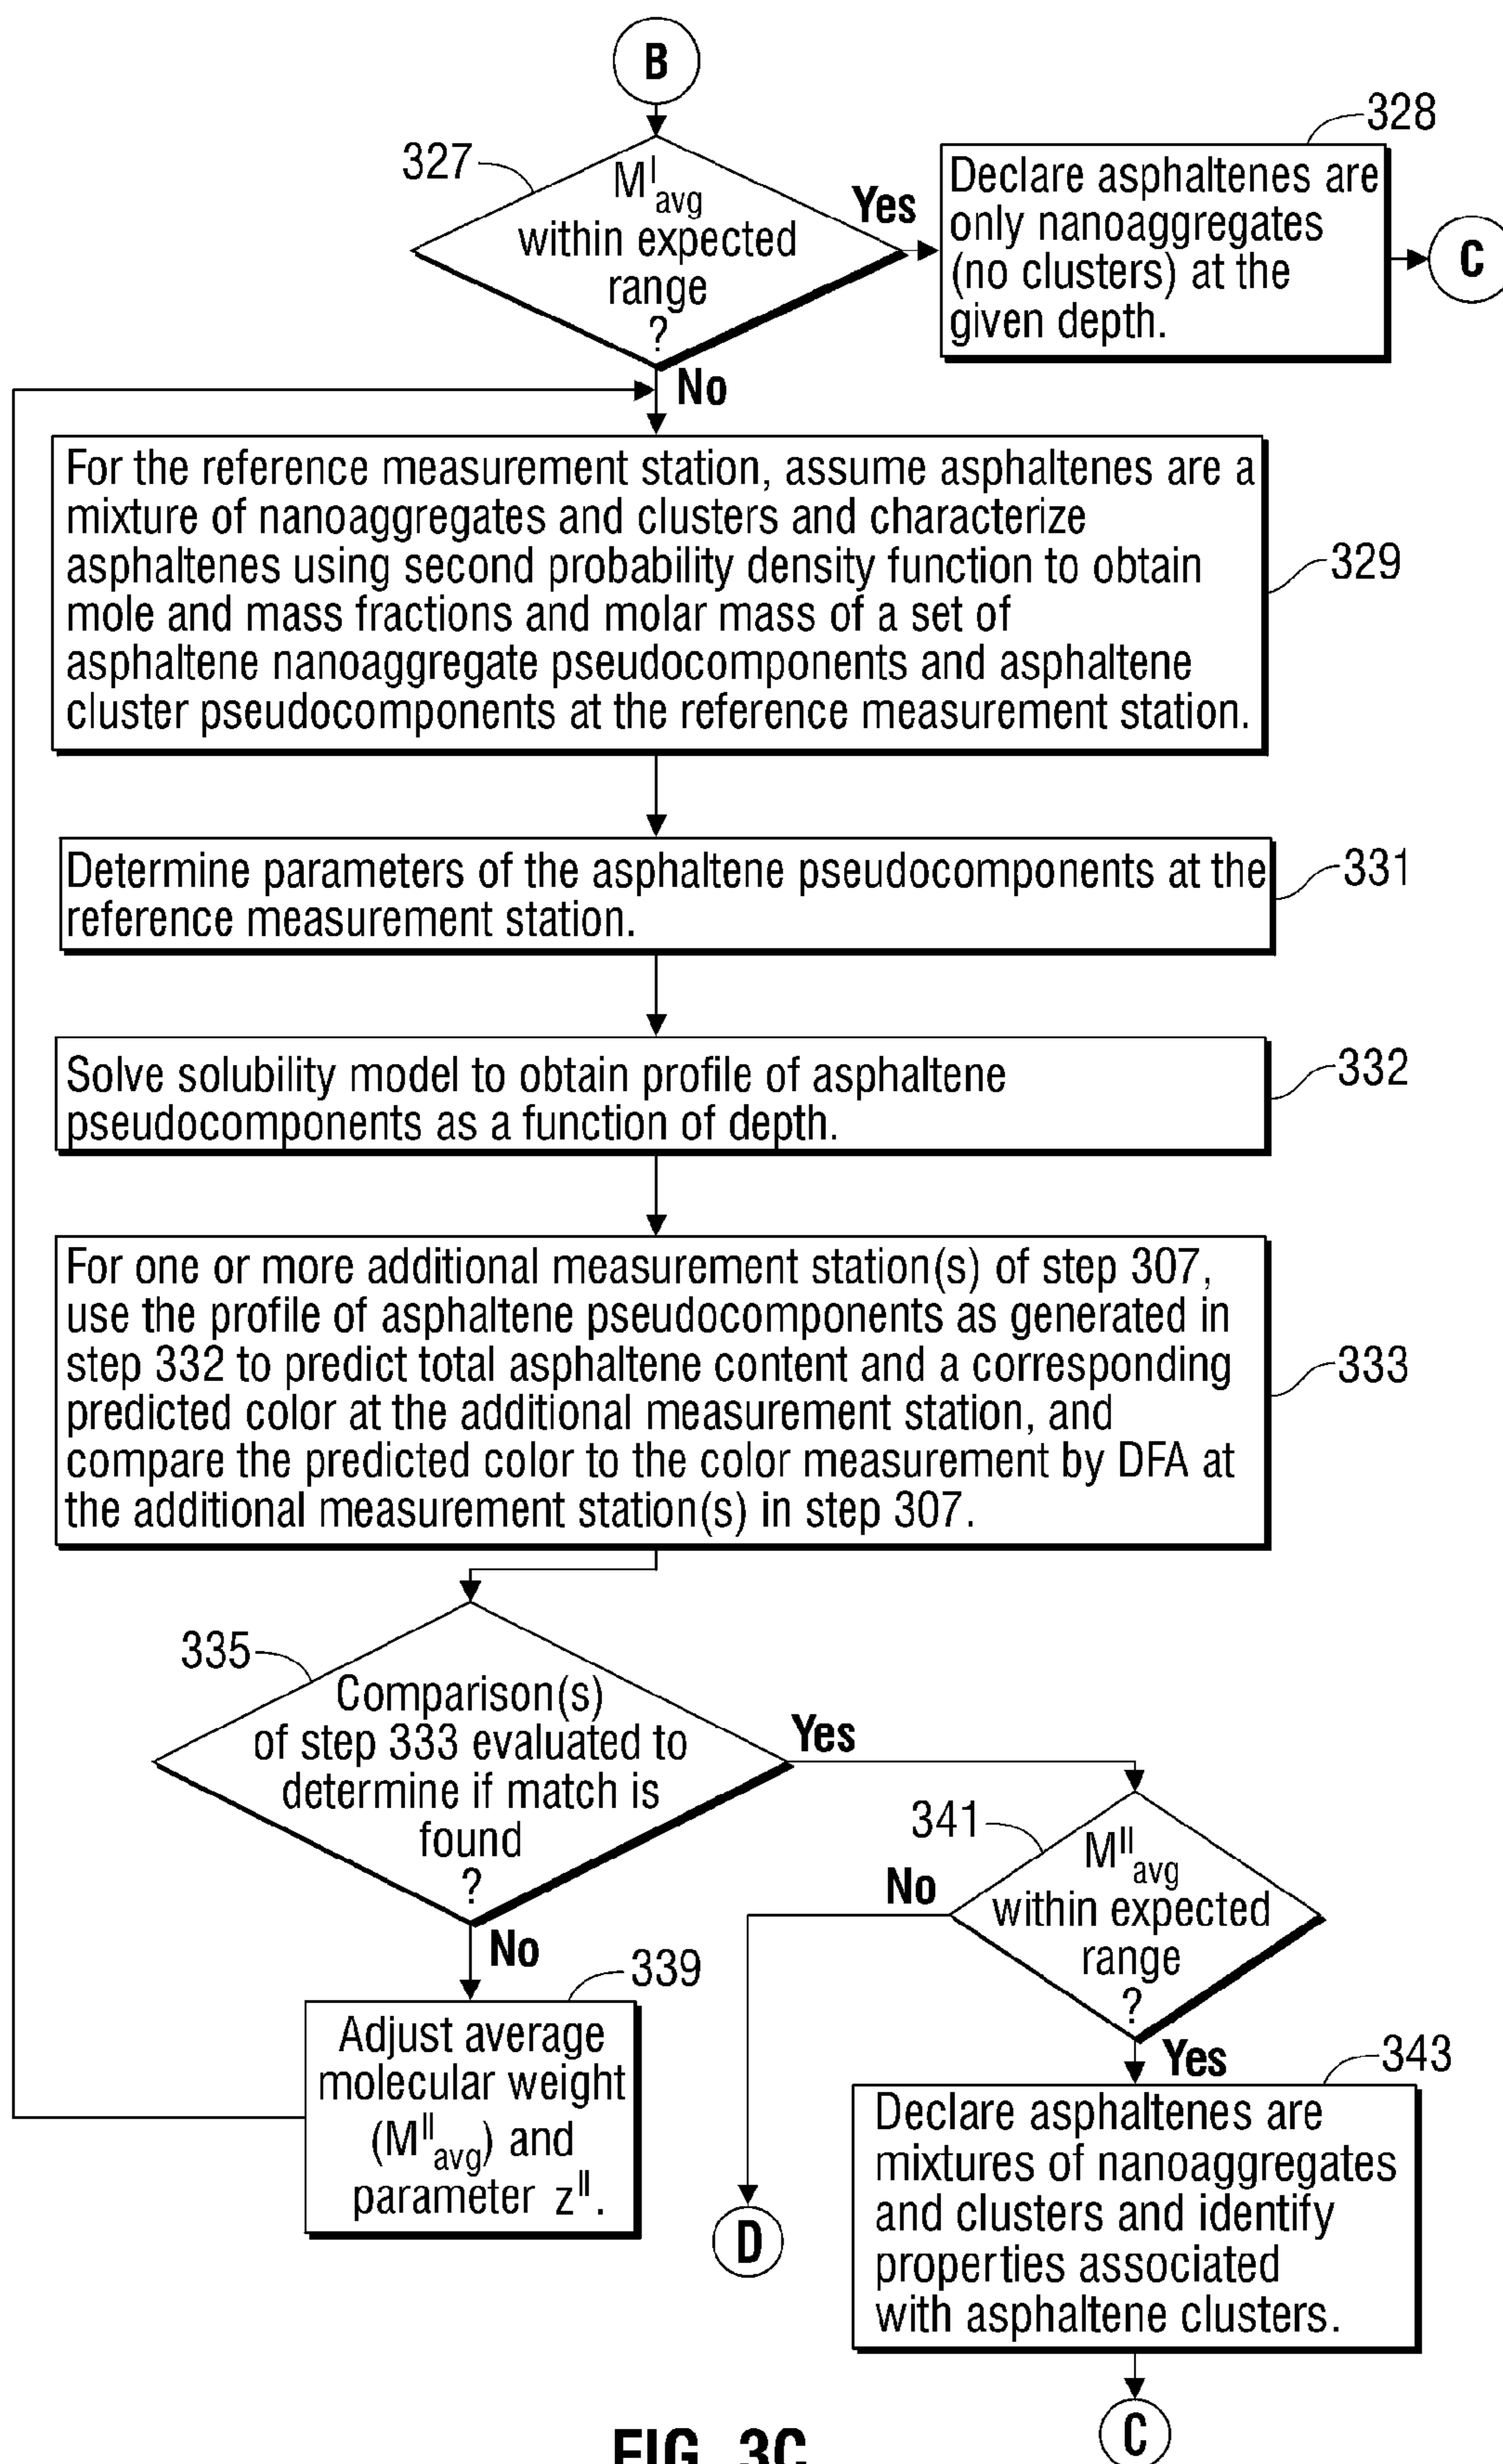 B
327
M^I_avg
within expected
range
?
Yes
328
Declare asphaltenes are
only nanoaggregates
(no clusters) at the
given depth.
C
No
For the reference measurement station, assume asphaltenes are a
mixture of nanoaggregates and clusters and characterize
asphaltenes using second probability density function to obtain
mole and mass fractions and molar mass of a set of
asphaltene nanoaggregate pseudocomponents and asphaltene
cluster pseudocomponents at the reference measurement station.
329
Determine parameters of the asphaltene pseudocomponents at the
reference measurement station.
331
Solve solubility model to obtain profile of asphaltene
pseudocomponents as a function of depth.
332
For one or more additional measurement station(s) of step 307,
use the profile of asphaltene pseudocomponents as generated in
step 332 to predict total asphaltene content and a corresponding
predicted color at the additional measurement station, and
compare the predicted color to the color measurement by DFA at
the additional measurement station(s) in step 307.
333
335
Comparison(s)
of step 333 evaluated to
determine if match is
found
?
Yes
No
339
Adjust average
molecular weight
(M^II_avg) and
parameter z^II.
341
M^II_avg
within expected
range
?
No
D
Yes
343
Declare asphaltenes are
mixtures of nanoaggregates
and clusters and identify
properties associated
with asphaltene clusters.
C
FIG. 3C